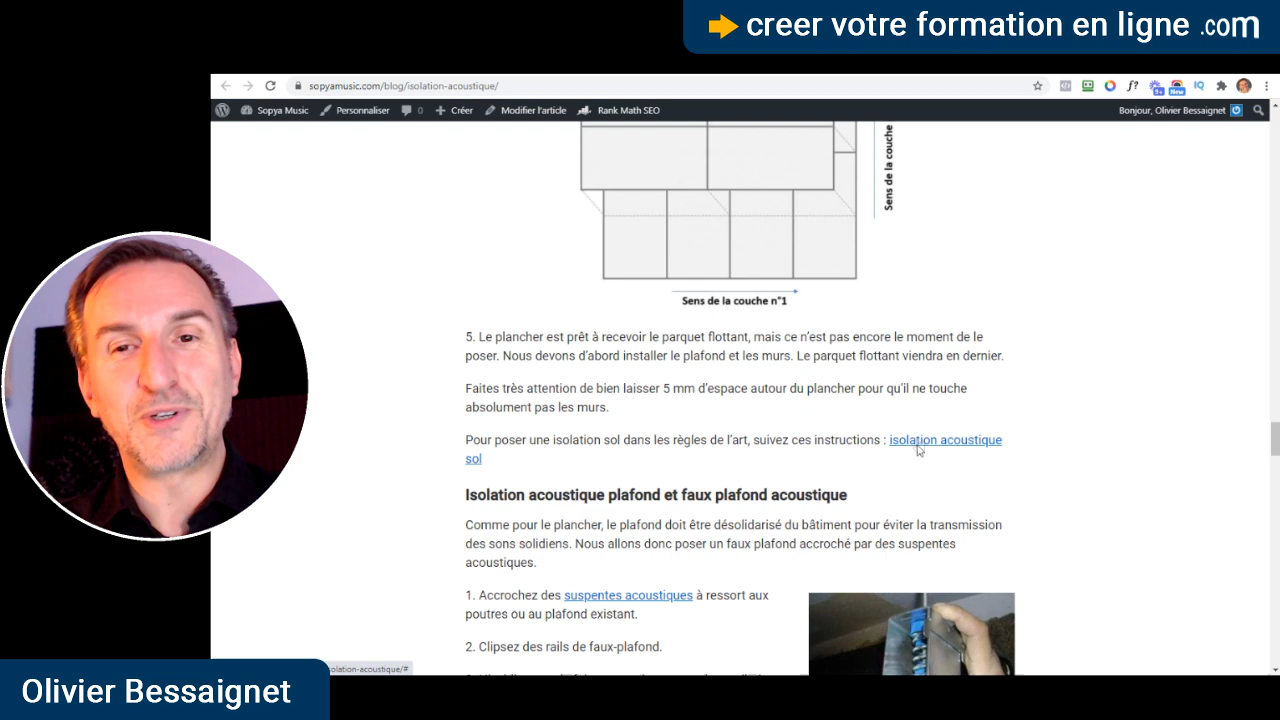 creer votre formation en ligne .com
sopyamusic.com/blog/isolation-acoustique/
Sopya Music Personnaliser 0 Créer Modifier l'article Rank Math SEO Bonjour, Olivier Bessaignet
Sens de la couche
Sens de la couche n°1
5. Le plancher est prêt à recevoir le parquet flottant, mais ce n'est pas encore le moment de le
poser. Nous devons d'abord installer le plafond et les murs. Le parquet flottant viendra en dernier.
Faites très attention de bien laisser 5 mm d'espace autour du plancher pour qu'il ne touche
absolument pas les murs.
Pour poser une isolation sol dans les règles de l'art, suivez ces instructions : isolation acoustique
sol
Isolation acoustique plafond et faux plafond acoustique
Comme pour le plancher, le plafond doit être désolidarisé du bâtiment pour éviter la transmission
des sons solidiens. Nous allons donc poser un faux plafond accroché par des suspentes
acoustiques.
1. Accrochez des suspentes acoustiques à ressort aux
poutres ou au plafond existant.
2. Clipsez des rails de faux-plafond.
isolation-acoustique/#
Olivier Bessaignet